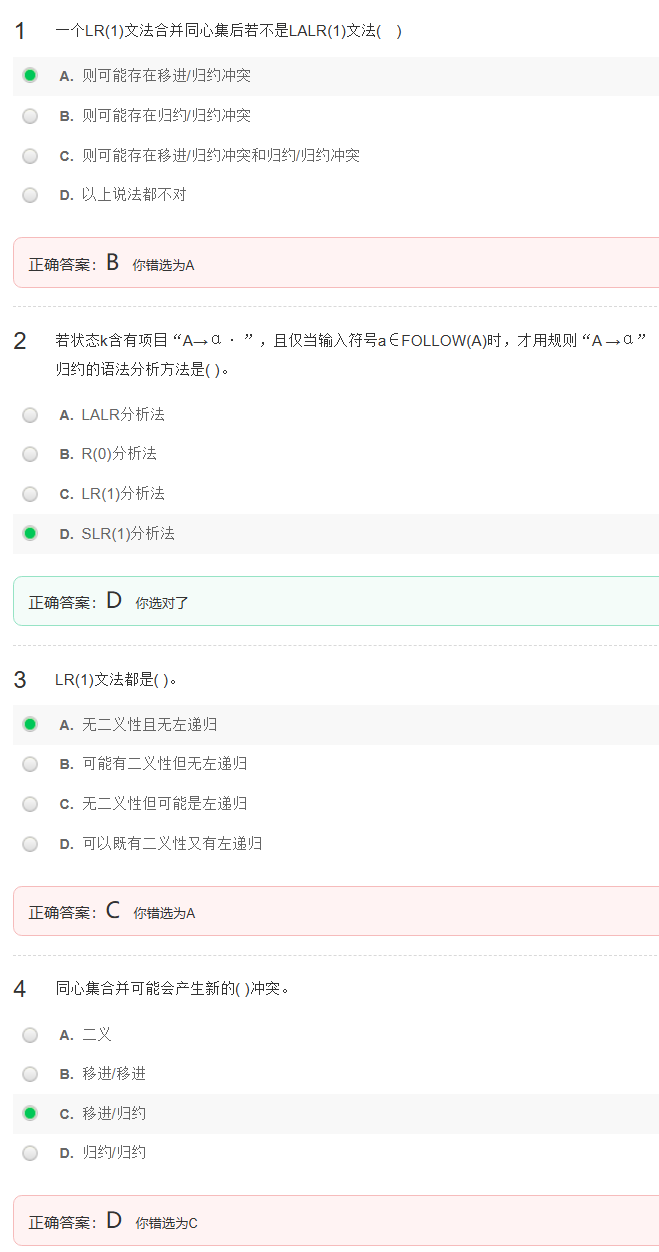 1 一个LR(1)文法合并同心集后若不是LALR(1)文法( )
A. 则可能存在移进/归约冲突
B. 则可能存在归约/归约冲突
C. 则可能存在移进/归约冲突和归约/归约冲突
D. 以上说法都不对
正确答案：B 你错选为A
2 若状态k含有项目“A→α · ”，且仅当输入符号a∈FOLLOW(A)时，才用规则“A→α”
归约的语法分析方法是( )。
A. LALR分析法
B. R(0)分析法
C. LR(1)分析法
D. SLR(1)分析法
正确答案：D 你选对了
3 LR(1)文法都是( )。
A. 无二义性且无左递归
B. 可能有二义性但无左递归
C. 无二义性但可能是左递归
D. 可以既有二义性又有左递归
正确答案：C 你错选为A
4 同心集合并可能会产生新的( )冲突。
A. 二义
B. 移进/移进
C. 移进/归约
D. 归约/归约
正确答案：D 你错选为C